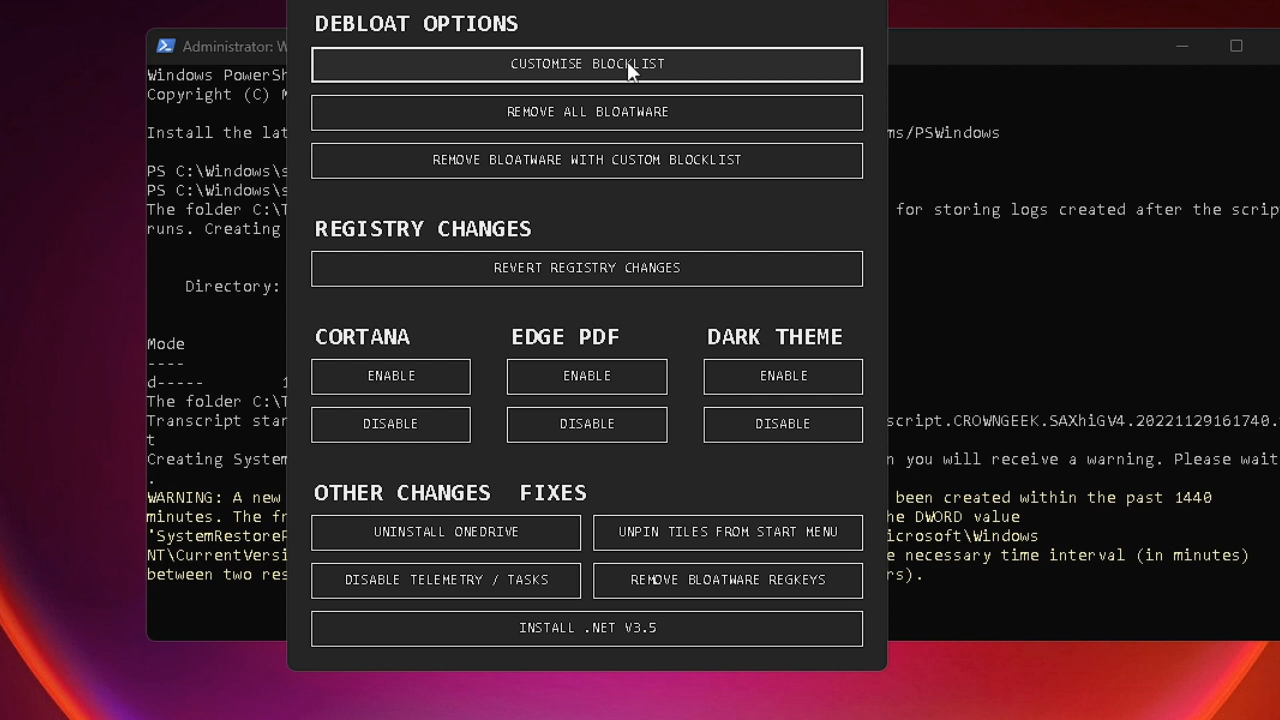 DEBLOAT OPTIONS
CUSTOMISE BLOCKLIST
REMOVE ALL BLOATWARE
REMOVE BLOATWARE WITH CUSTOM BLOCKLIST
REGISTRY CHANGES
REVERT REGISTRY CHANGES
CORTANA EDGE PDF DARK THEME
ENABLE ENABLE ENABLE
DISABLE DISABLE DISABLE
OTHER CHANGES FIXES
UNINSTALL ONEDRIVE UNPIN TILES FROM START MENU
DISABLE TELEMETRY / TASKS REMOVE BLOATWARE REGKEYS
INSTALL .NET V3.5
Administrator: W
Windows PowerSh
Copyright (C) M
Install the lat ms/PSWindows
PS C:\Windows\s
PS C:\Windows\s
The folder C:\T for storing logs created after the scrip
runs. Creating
Directory:
Mode
----
d----- 1
The folder C:\T
Transcript star script.CROWNGEEK.SAXhiGV4.20221129161740.
t
Creating System n you will receive a warning. Please wait
.
WARNING: A new been created within the past 1440
minutes. The fr he DWORD value
'SystemRestoreP icrosoft\Windows
NT\CurrentVersi e necessary time interval (in minutes)
between two res rs).